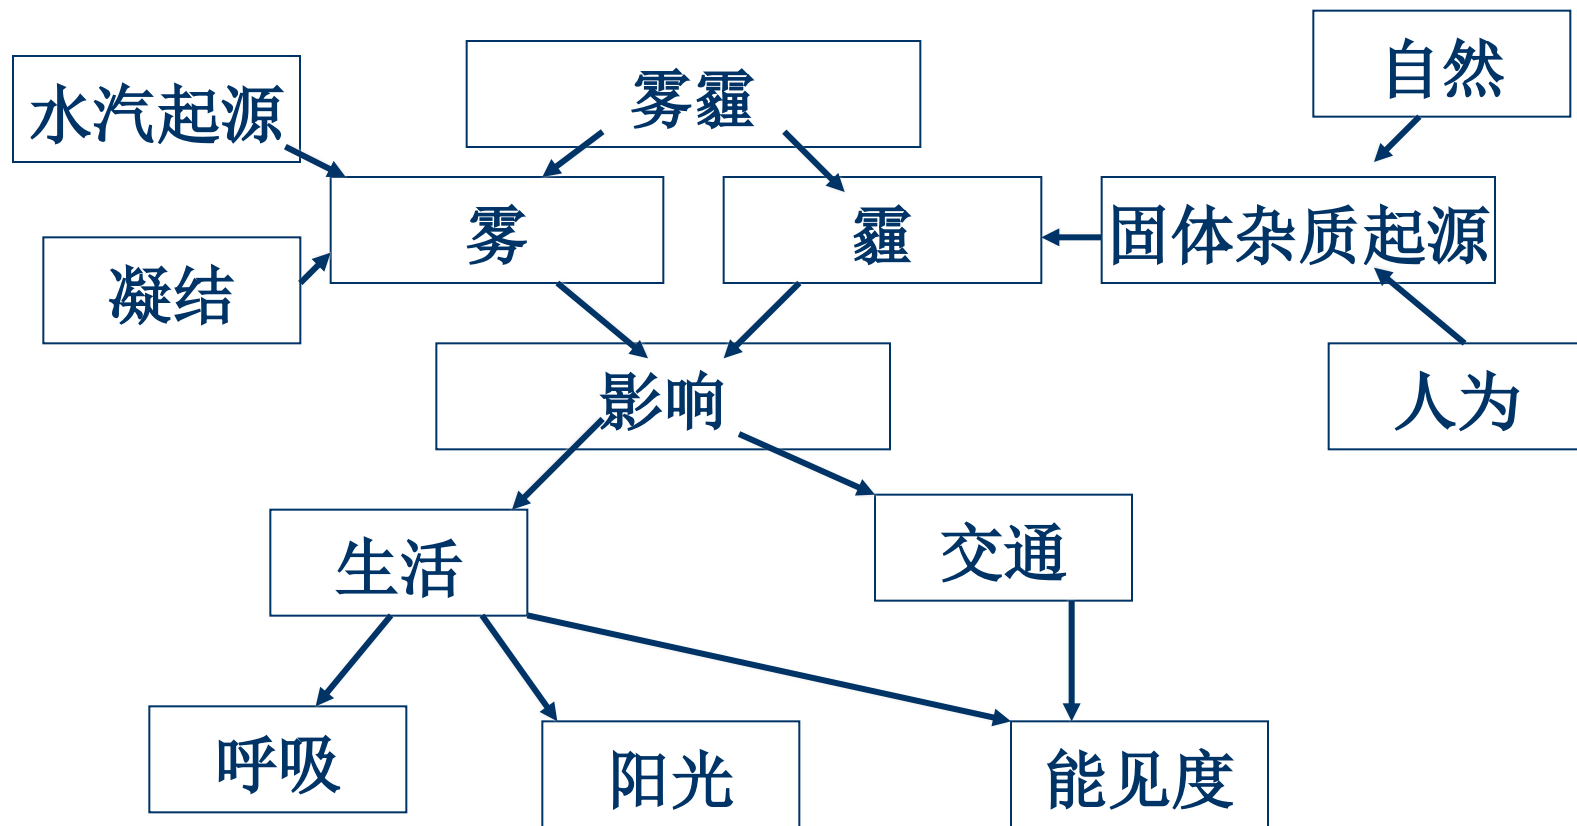 自然
水汽起源
雾霾
雾
霾
固体杂质起源
凝结
影响
人为
生活
交通
呼吸
阳光
能见度